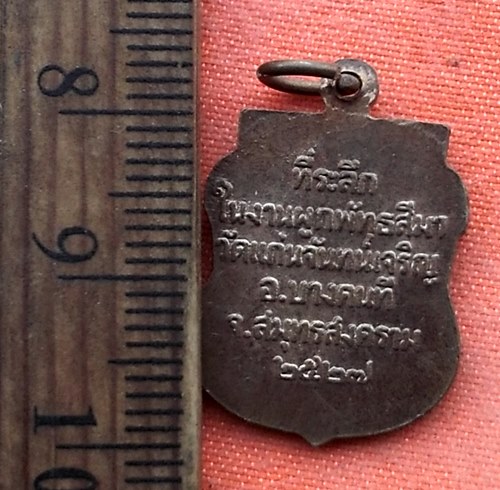 8
9
10
ที่ระลึก
ในงานผูกพัทธสีมา
วัดแก่นจันทน์เจริญ
อ.บางคนที
จ.สมุทรสงคราม
๒๕๒๗